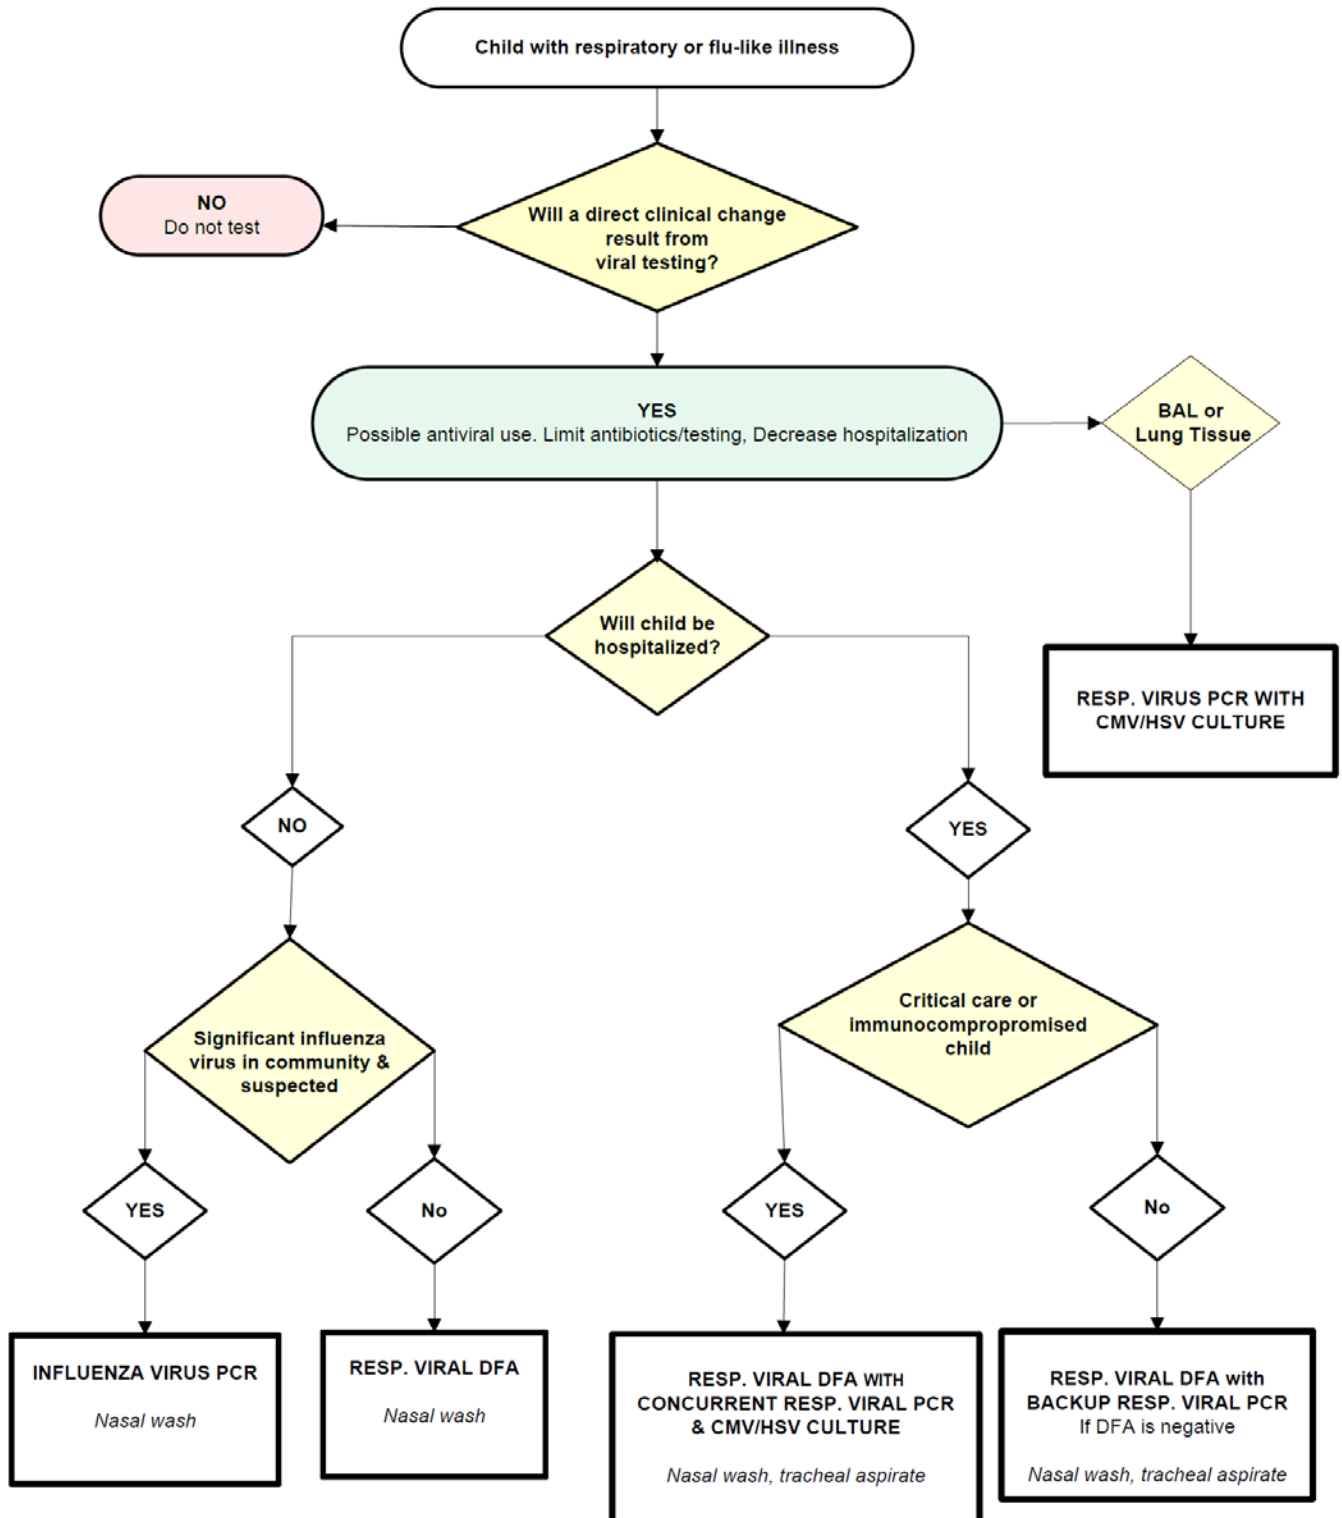 Child with respiratory or flu-like illness
NO
Do not test
Will a direct clinical change
result from
viral testing?
YES
Possible antiviral use. Limit antibiotics/testing, Decrease hospitalization
BAL or
Lung Tissue
Will child be
hospitalized?
RESP. VIRUS PCR WITH
CMV/HSV CULTURE
NO
YES
Significant influenza
virus in community &
suspected
Critical care or
immunocompropromised
child
YES
No
YES
No
INFLUENZA VIRUS PCR
Nasal wash
RESP. VIRAL DFA
Nasal wash
RESP. VIRAL DFA WITH
CONCURRENT RESP. VIRAL PCR
& CMV/HSV CULTURE
Nasal wash, tracheal aspirate
RESP. VIRAL DFA with
BACKUP RESP. VIRAL PCR
If DFA is negative
Nasal wash, tracheal aspirate